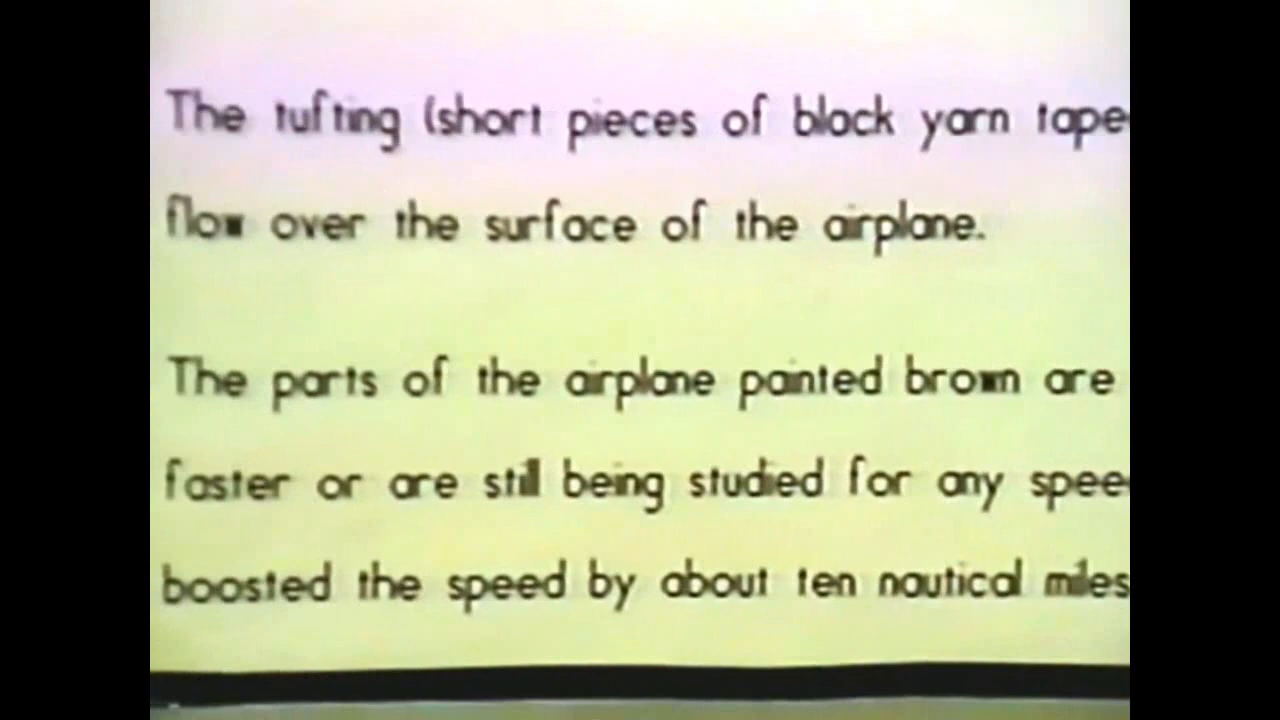 The tufting (short pieces of black yarn tape
flow over the surface of the airplane.
The parts of the airplane painted brown are
faster or are still being studied for any spee
boosted the speed by about ten nautical miles